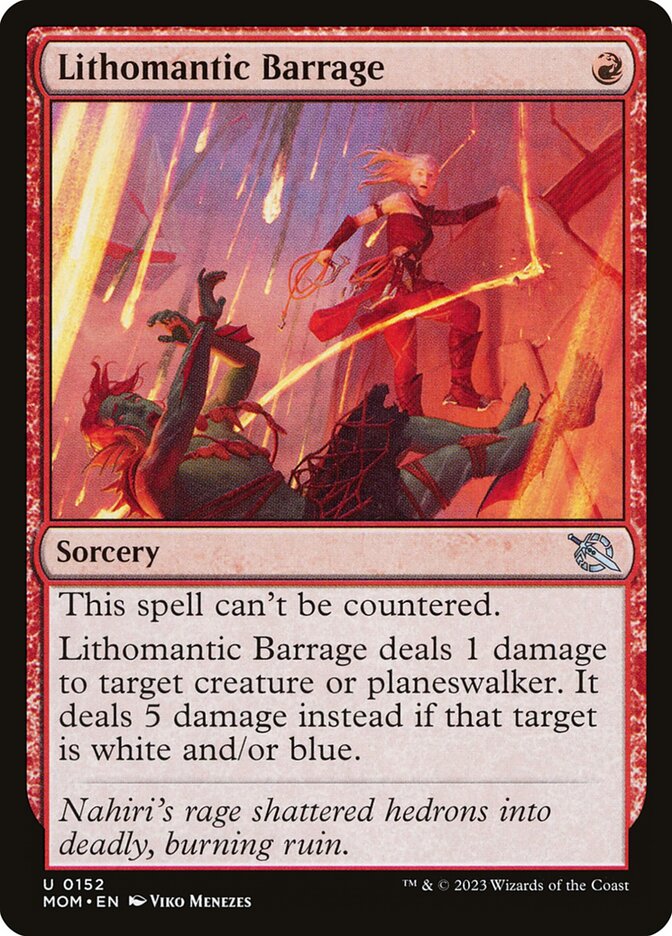 Lithomantic Barrage
Sorcery
This spell can't be countered.
Lithomantic Barrage deals 1 damage
to target creature or planeswalker. It
deals 5 damage instead if that target
is white and/or blue.
Nahiri's rage shattered hedrons into
deadly, burning ruin.
U 0152
MOM • EN Viko Menezes
™ & © 2023 Wizards of the Coast